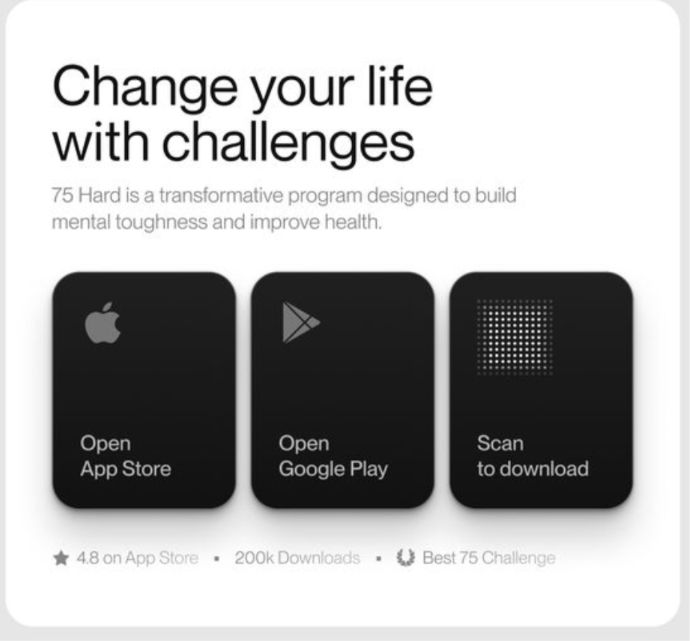 Change your life
with challenges
75 Hard is a transformative program designed to build
mental toughness and improve health.
Open
App Store
Open
Google Play
Scan
to download
4.8 on App Store ▪ 200k Downloads ▪ Best 75 Challenge